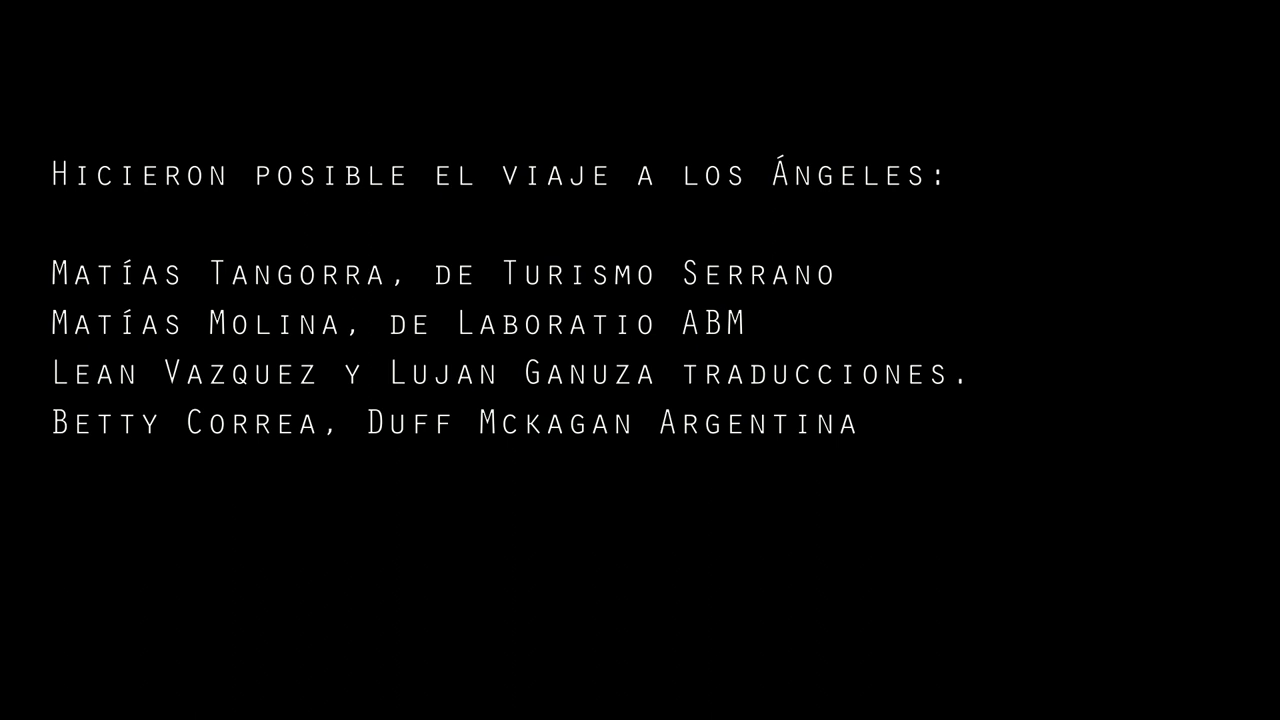 Hicieron posible el viaje a los Ángeles:
Matías Tangorra, de Turismo Serrano
Matías Molina, de Laboratio ABM
Lean Vazquez y Lujan Ganuza traducciones.
Betty Correa, Duff Mckagan Argentina